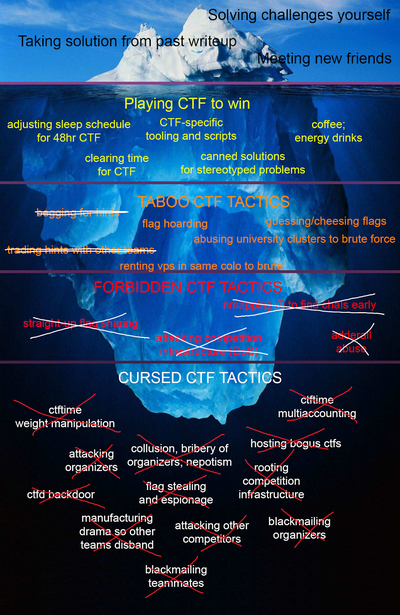 Solving challenges yourself
Taking solution from past writeup
Meeting new friends
Playing CTF to win
adjusting sleep schedule
for 48hr CTF
CTF-specific
tooling and scripts
coffee;
energy drinks
clearing time
for CTF
canned solutions
for stereotyped problems
TABOO CTF TACTICS
begging for hints
flag hoarding
guessing/cheesing flags
abusing university clusters to brute force
trading hints with other teams
renting vps in same colo to brute
FORBIDDEN CTF TACTICS
to find chals early
straight up flag sharing
attacking competition
infrastructure
adderall
abuse
CURSED CTF TACTICS
ctftime
weight manipulation
ctftime
multiaccounting
attacking
organizers
collusion, bribery of
organizers; nepotism
hosting bogus ctfs
rooting
competition
infrastructure
ctfd backdoor
flag stealing
and espionage
manufacturing
drama so other
teams disband
attacking other
competitors
blackmailing
organizers
blackmailing
teammates